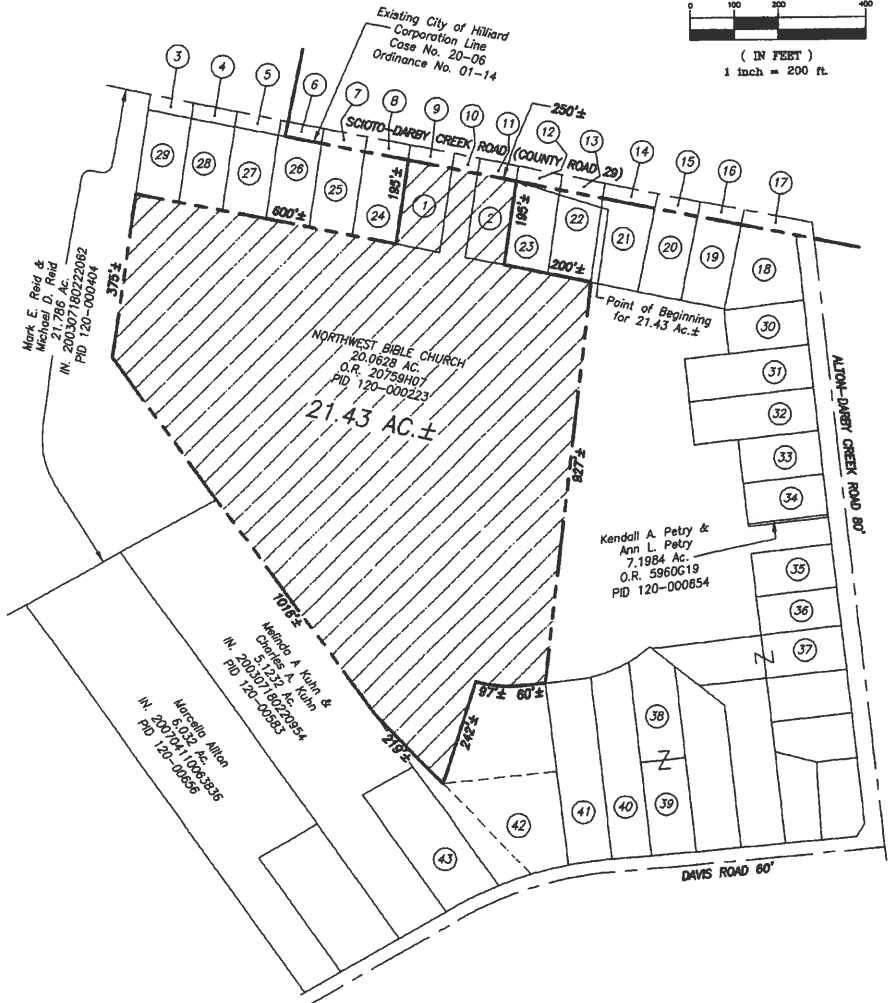 0 100 200 400
( IN FEET )
1 inch = 200 ft.
Existing City of Hilliard
Corporation Line
Case No. 20-06
Ordinance No. 01-14
3
4
5
6
7
8
9
10
11
250'±
12
13
14
15
16
17
SCIOTO-DARBY CREEK ROAD (COUNTY ROAD 29)
29
28
27
26
25
24
195'±
1
2
195'±
23
22
21
20
19
18
600'±
200'±
375'±
Point of Beginning
for 21.43 Ac.±
Mark E. Reid &
Michael D. Reid
21.786 Ac.
IN. 200307180222062
PID 120-000404
NORTHWEST BIBLE CHURCH
20.0628 AC.
O.R. 20759H07
PID 120-000223
21.43 AC.±
927'±
30
31
32
33
34
ALTON-DARBY CREEK ROAD 80'
Kendall A. Petry &
Ann L. Petry
7.1984 Ac.
O.R. 5960G19
PID 120-000854
35
36
37
Z
1016'±
Melinda A Kuhn &
Charles A. Kuhn
5.1232 Ac.
IN. 200307180220954
PID 120-00583
Marcella Allton
6.032 Ac.
IN. 200704110063836
PID 120-00656
97'± 60'±
242'±
219'±
38
Z
39
40
41
42
43
DAVIS ROAD 60'